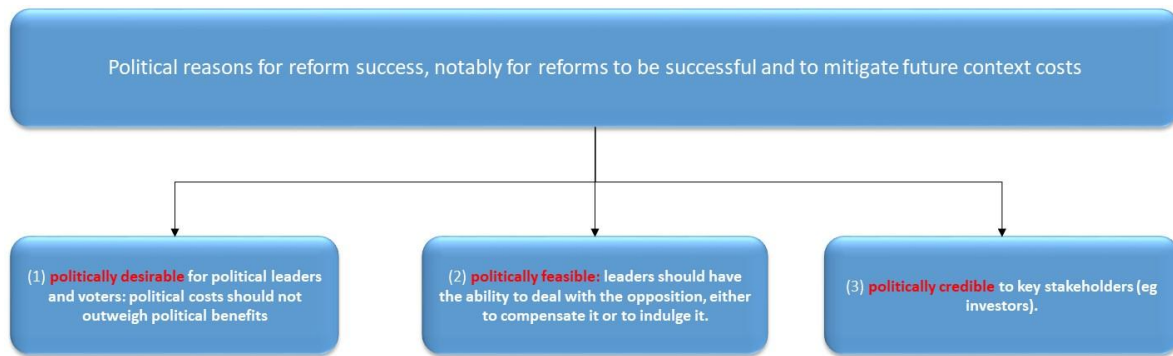 Political reasons for reform success, notably for reforms to be successful and to mitigate future context costs
(1) politically desirable for political leaders
and voters: political costs should not
outweigh political benefits
(2) politically feasible: leaders should have
the ability to deal with the opposition, either
to compensate it or to indulge it.
(3) politically credible to key stakeholders (eg
investors).